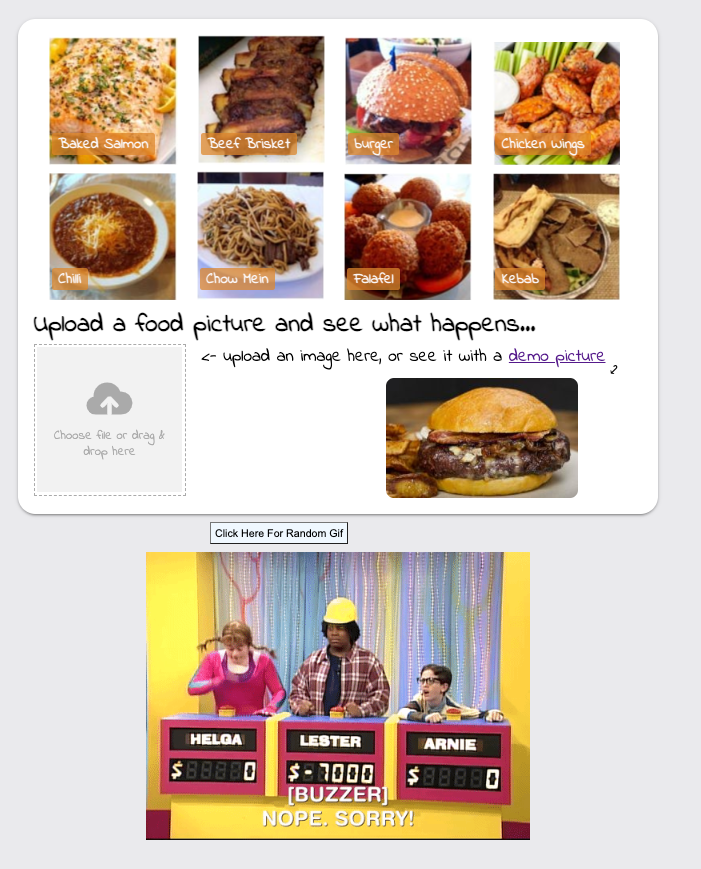 Baked Salmon
Beef Brisket
burger
Chicken Wings
Chilli
Chow Mein
Falafel
Kebab
Upload a food picture and see what happens...
<- upload an image here, or see it with a demo picture
Choose file or drag &
drop here
Click Here For Random Gif
HELGA
LESTER
ARNIE
$ 0
$-7000
$ 0
[BUZZER]
NOPE. SORRY!